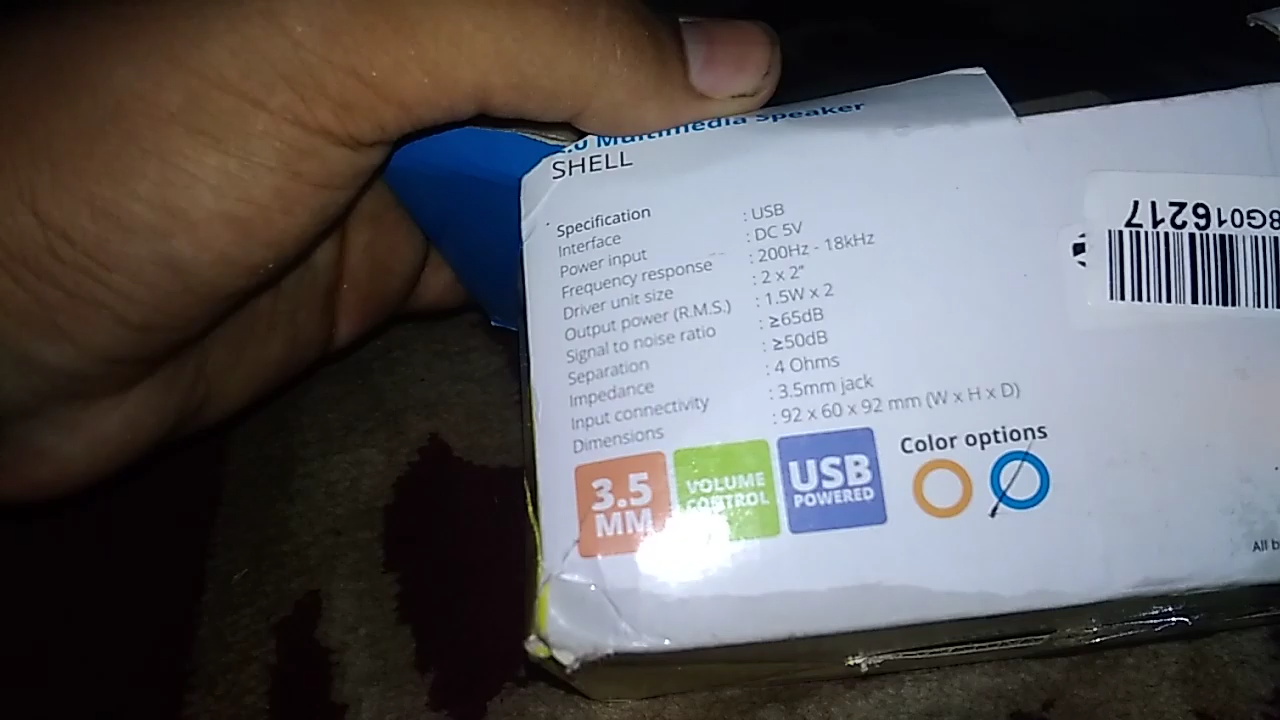 Multimedia Speaker
SHELL
Specification
Interface : USB
Power input : DC 5V
Frequency response : 200Hz - 18kHz
Driver unit size : 2 x 2"
Output power (R.M.S.) : 1.5W x 2
Signal to noise ratio : ≥65dB
Separation : ≥50dB
Impedance : 4 Ohms
Input connectivity : 3.5mm jack
Dimensions : 92 x 60 x 92 mm (W x H x D)
3.5 MM
VOLUME CONTROL
USB POWERED
Color options
BG016217
All b